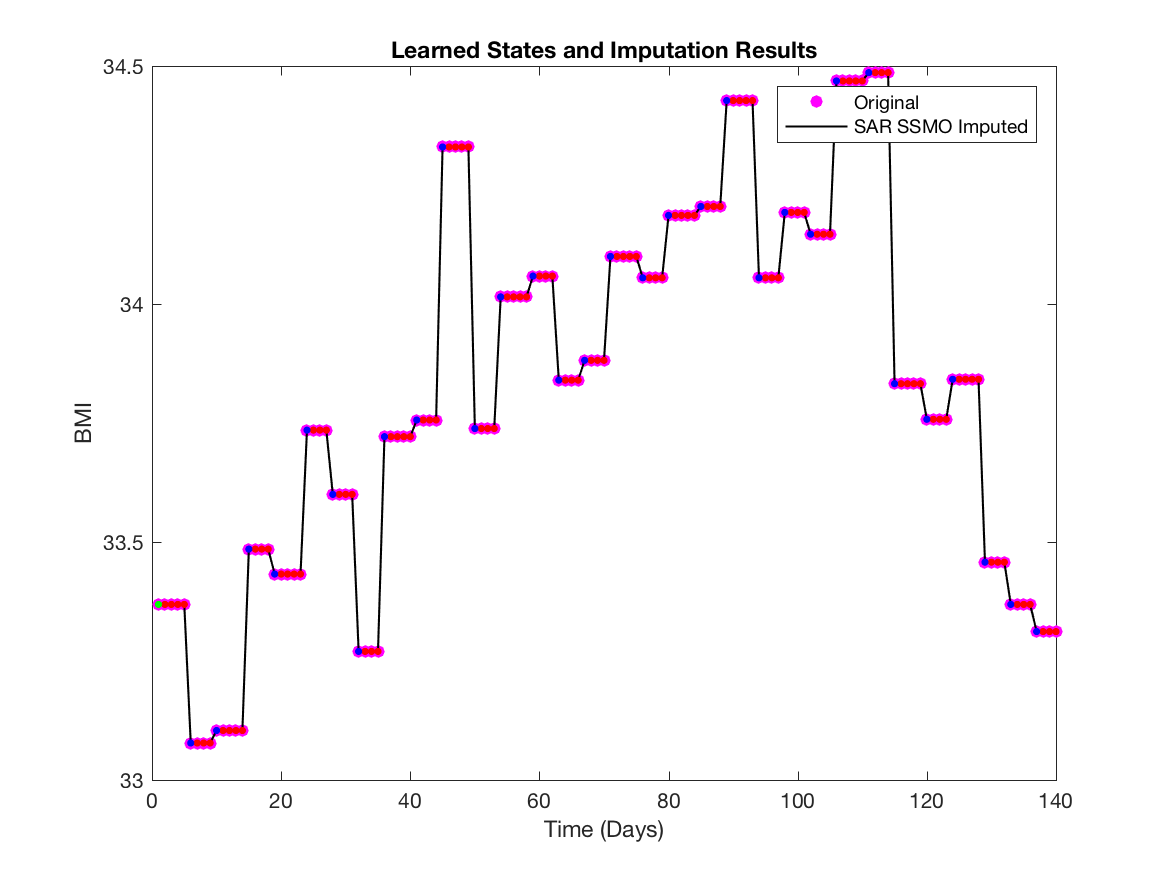 Learned States and Imputation Results
34.5
Original
SAR SSMO Imputed
34
BMI
33.5
33
0 20 40 60 80 100 120 140
Time (Days)